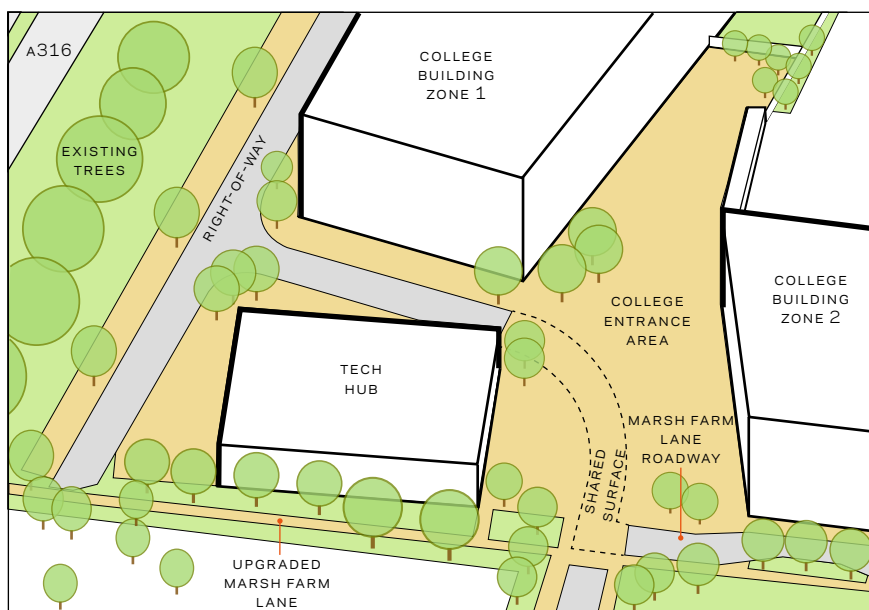 A316
COLLEGE
BUILDING
ZONE 1
EXISTING
TREES
RIGHT-OF-WAY
COLLEGE
BUILDING
ZONE 2
COLLEGE
ENTRANCE
AREA
TECH
HUB
MARSH FARM
LANE
ROADWAY
SHARED
SURFACE
UPGRADED
MARSH FARM
LANE